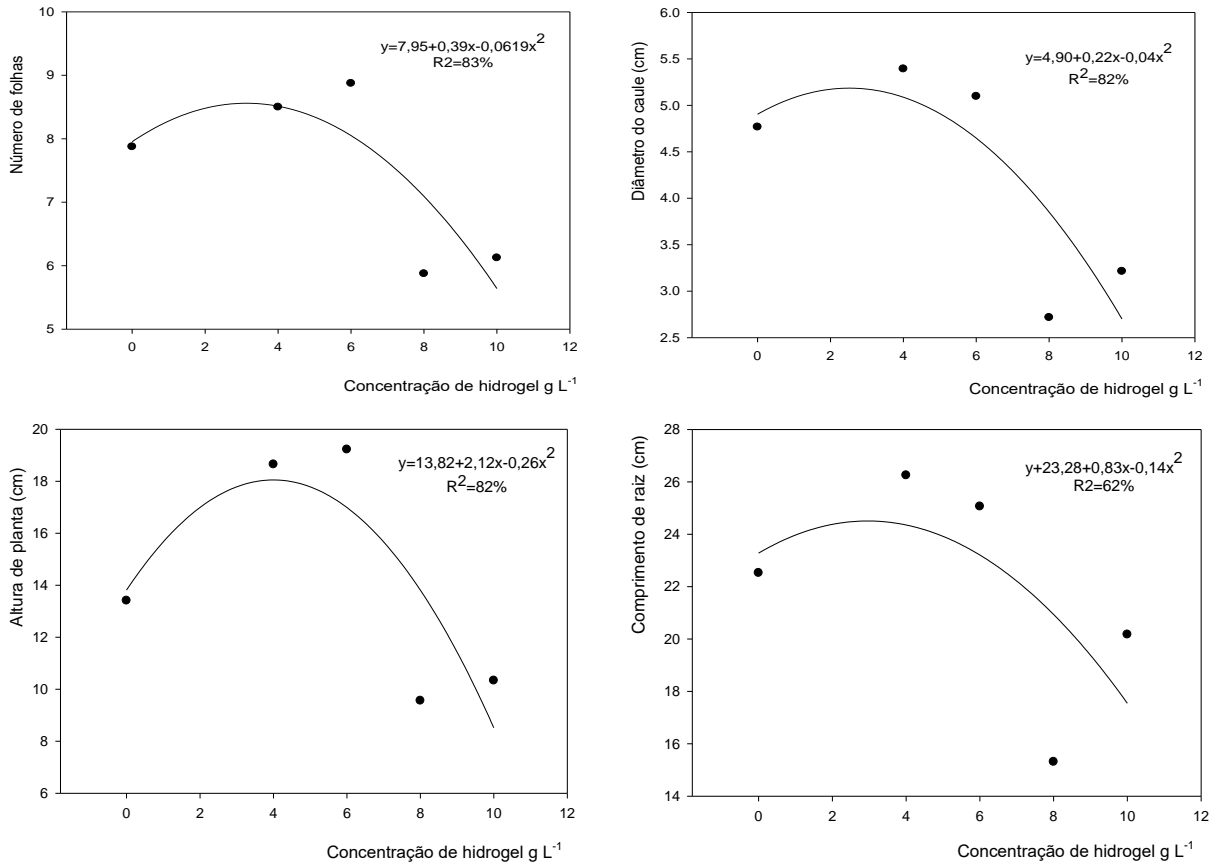 Número de folhas
10
9
8
7
6
5
y=7,95+0,39x-0,0619x²
R2=83%
0 2 4 6 8 10 12
Concentração de hidrogel g L⁻¹
Diâmetro do caule (cm)
6.0
5.5
5.0
4.5
4.0
3.5
3.0
2.5
y=4,90+0,22x-0,04x²
R²=82%
0 2 4 6 8 10 12
Concentração de hidrogel g L⁻¹
Altura de planta (cm)
20
18
16
14
12
10
8
6
y=13,82+2,12x-0,26x²
R²=82%
0 2 4 6 8 10 12
Concentração de hidrogel g L⁻¹
Comprimento de raiz (cm)
28
26
24
22
20
18
16
14
y+23,28+0,83x-0,14x²
R2=62%
0 2 4 6 8 10 12
Concentração de hidrogel g L⁻¹